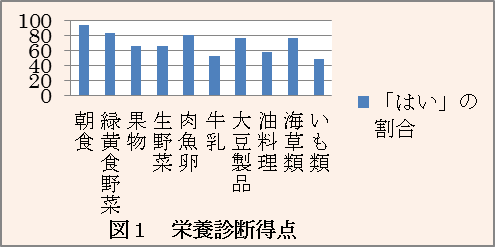 100
80
60
40
20
0
朝食
緑黄食野菜
果物
生野菜
肉魚卵
牛乳
大豆製品
油料理
海草類
いも類
「はい」の
割合
図１　栄養診断得点